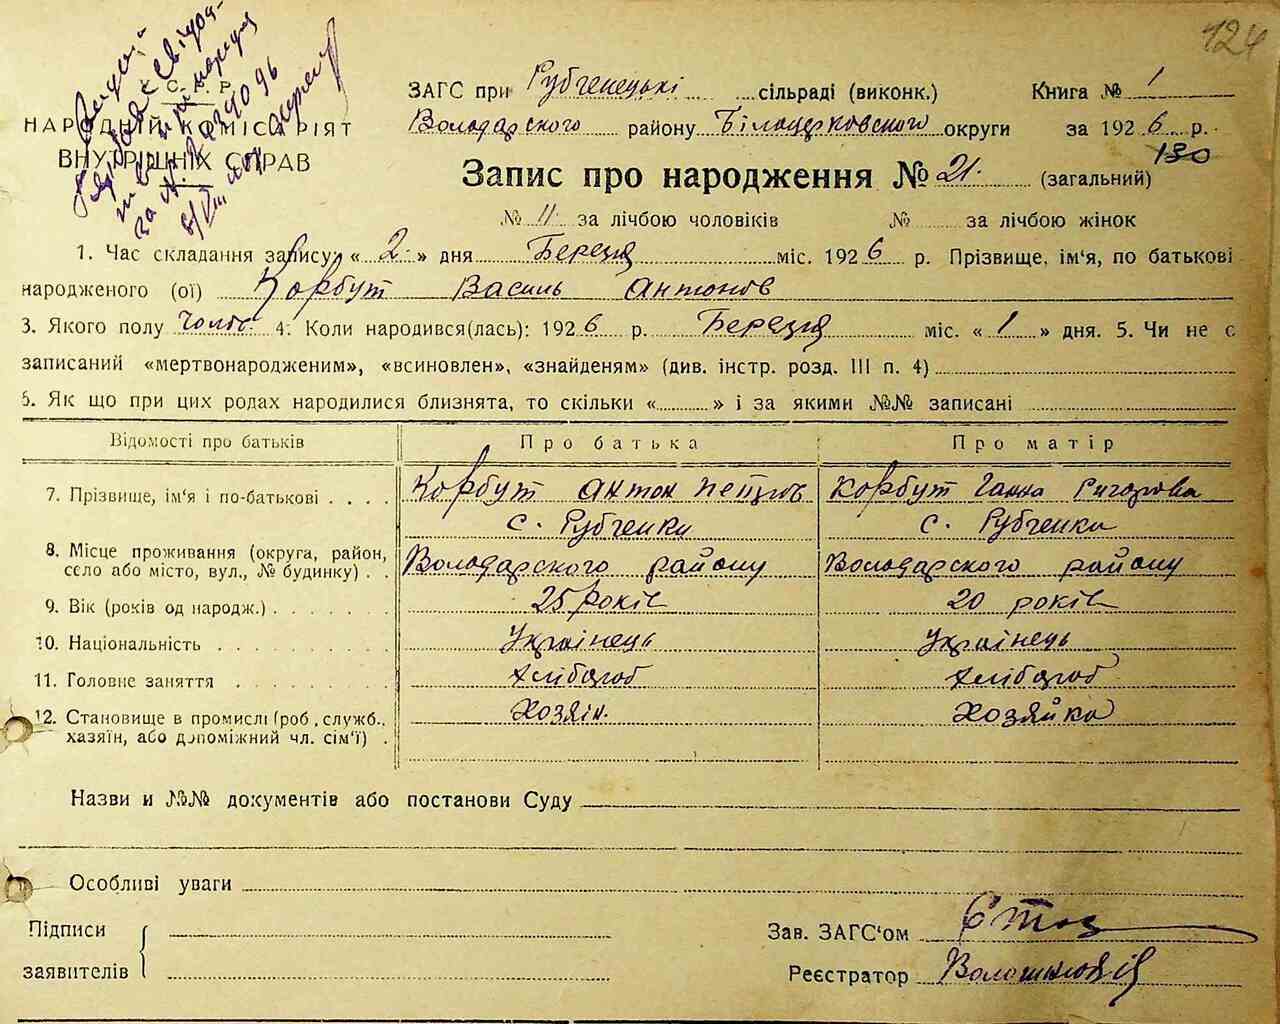 124
У.С.Р.Р.
НАРОДНІЙ КОМІСАРІЯТ
ВНУТРІШНІХ СПРАВ
ЗАГС при Рубченецькі сільраді (виконк.) Книга № 1
Володарского району Білоцерковского округи за 1926 р.
130
Запис про народження № 21. (загальний)
№ 11. за лічбою чоловіків № за лічбою жінок
1. Час складання запису: « 2 » дня Березня міс. 1926 р. Прізвище, ім'я, по батькові
народженого (ої) Корбут Василь Антонов
3. Якого полу чолов. 4. Коли народився(лась): 1926 р. Березня міс. « 1 » дня. 5. Чи не є
записаний «мертвонародженим», «всиновлен», «знайденям» (див. інстр. розд. III п. 4)
6. Як що при цих родах народилися близнята, то скільки « » і за якими №№ записані
Відомості про батьків Про батька Про матір
7. Прізвище, ім'я і по-батькові Корбут Антон Петров Корбут Ганна Григорова
с. Рубченки с. Рубченки
8. Місце проживання (округа, район, село або місто, вул., № будинку) Володарского району Володарского району
9. Вік (років од народж.) 25 років 20 років
10. Національність Українець Українець
11. Головне заняття Хлібороб Хлібороб
12. Становище в промислі (роб., служб., хазяїн, або допоміжний чл. сім'ї) Хозяін. Хозяйка
Назви и №№ документів або постанови Суду
Особливі уваги
Підписи
заявителів
Зав. ЗАГС'ом
Реєстратор